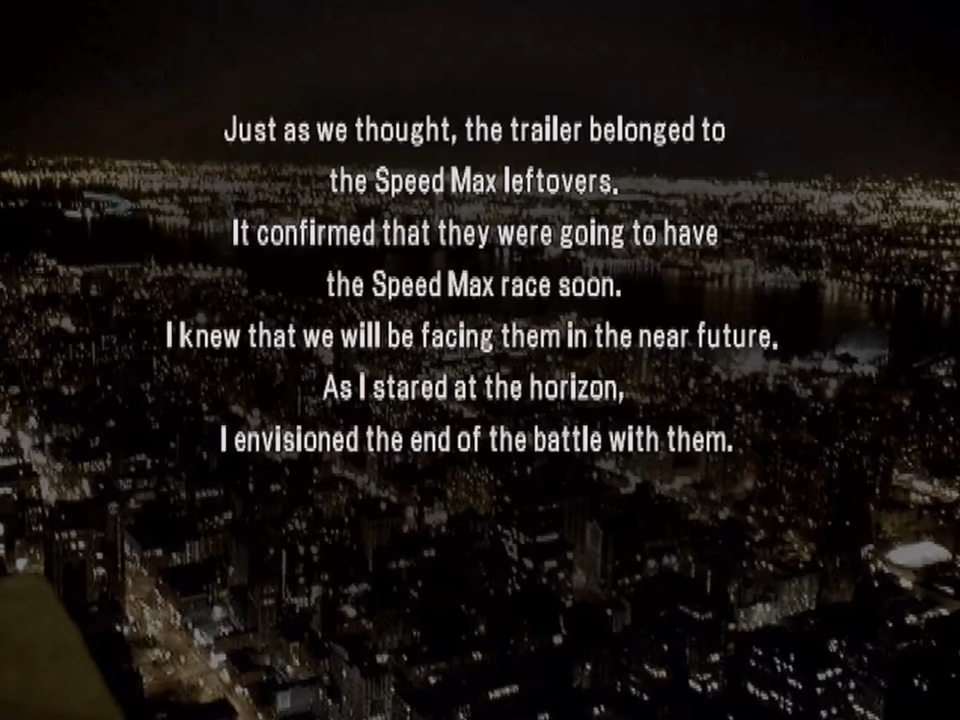 Just as we thought, the trailer belonged to
the Speed Max leftovers.
It confirmed that they were going to have
the Speed Max race soon.
I knew that we will be facing them in the near future.
As I stared at the horizon,
I envisioned the end of the battle with them.